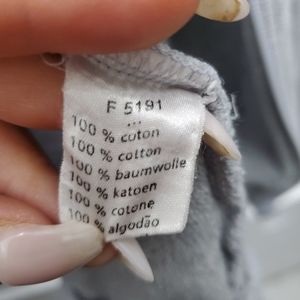 F 5191
...
100 % coton
100 % cotton
100 % baumwolle
100 % katoen
100 % cotone
100 % algodão